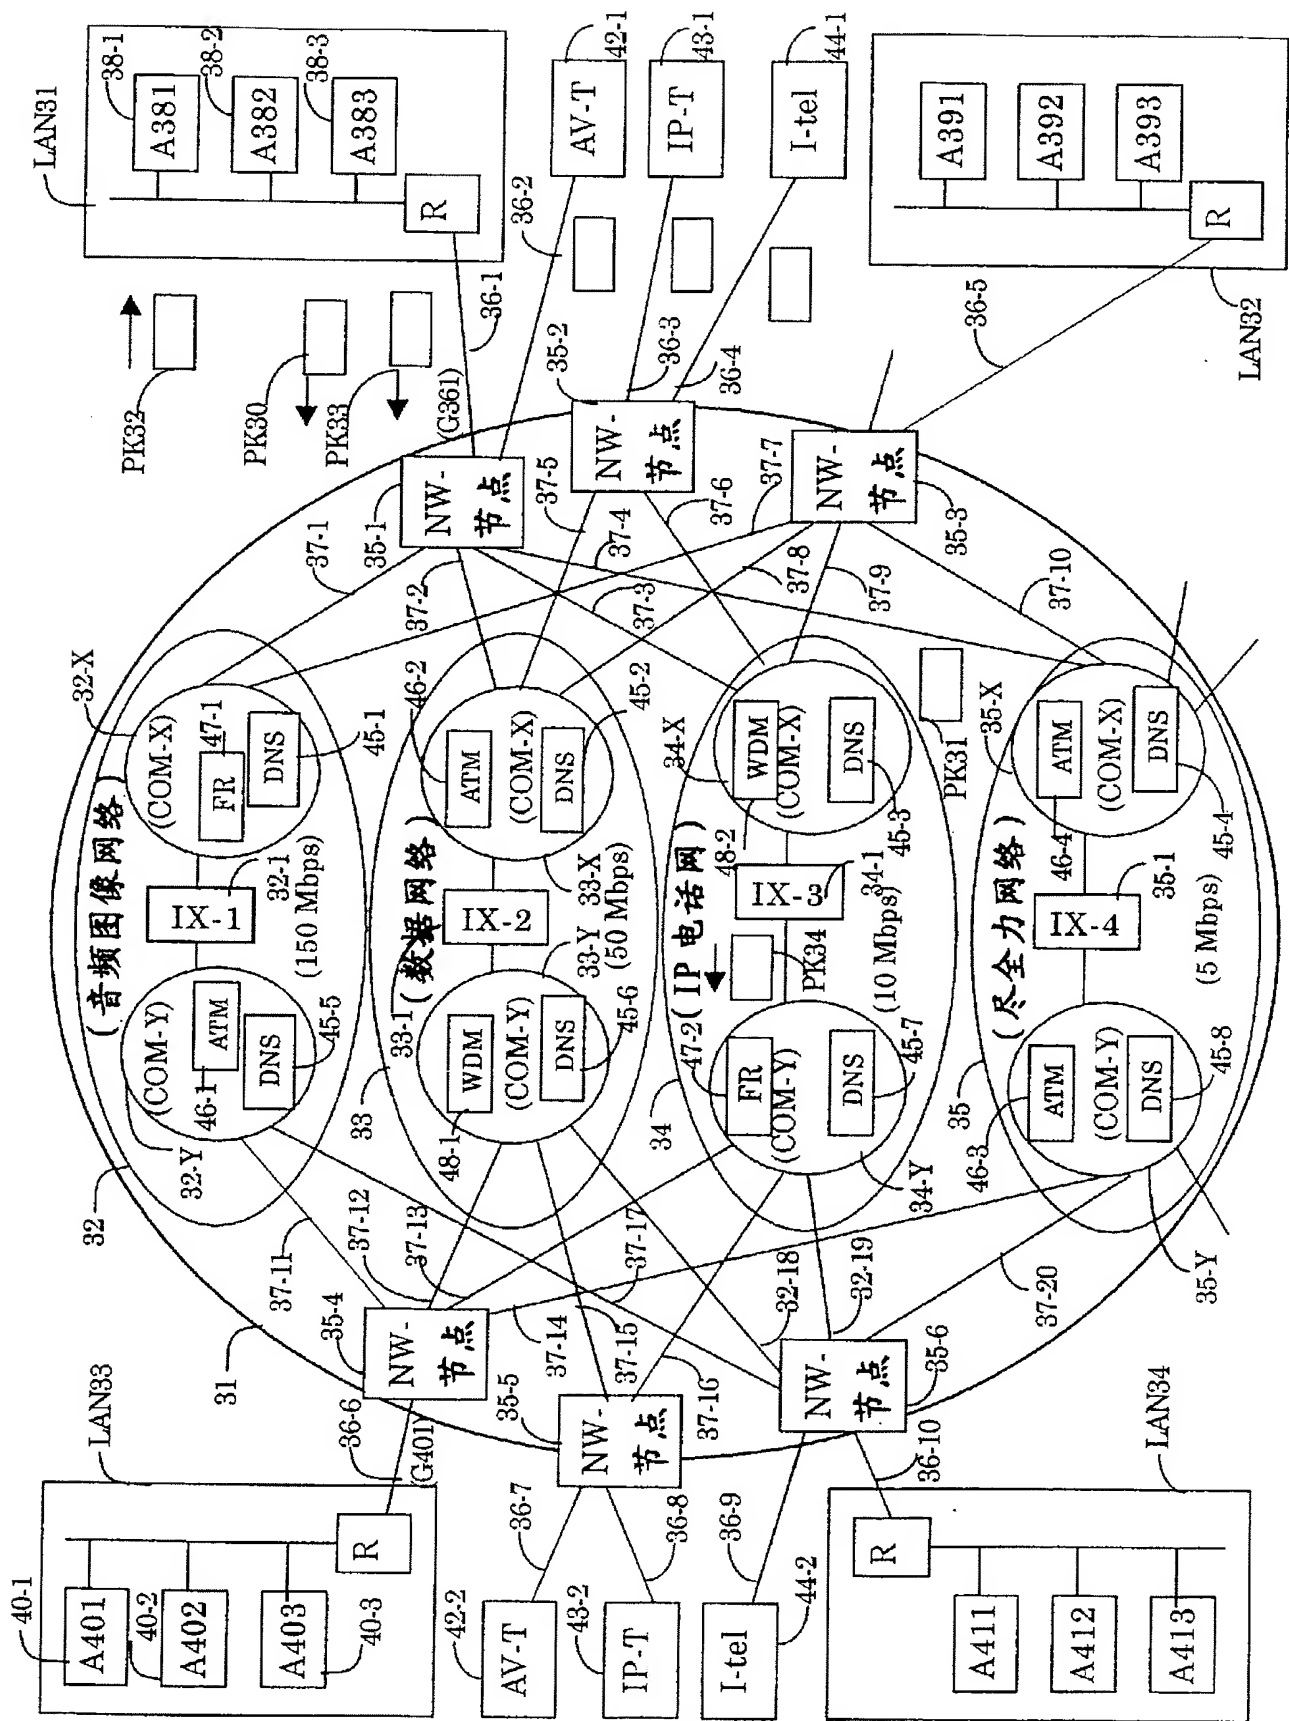 LAN33
40-1
A401
40-2
A402
A403
40-3
R
36-6
(G401)
42-2
AV-T
36-7
43-2
IP-T
36-8
I-tel
36-9
44-2
36-10
LAN34
R
A411
A412
A413
31
32
37-11
37-12
37-13
35-4
NW-
节点
37-14
37-15
35-5
NW-
节点
37-16
37-17
32-18
32-19
37-20
NW-
节点
35-6
35-Y
(音频图像网络)
(COM-Y)
46-1
ATM
DNS
45-5
32-Y
IX-1
32-1
(150 Mbps)
32-X
(COM-X)
47-1
FR
DNS
45-1
33
33-1
(数据网络)
48-1
WDM
(COM-Y)
DNS
45-6
33-Y
IX-2
(50 Mbps)
33-X
46-2
ATM
(COM-X)
DNS
45-2
34
(IP电话网)
47-2
FR
(COM-Y)
DNS
45-7
34-Y
PK34
IX-3
34-1
(10 Mbps)
34-X
48-2
WDM
(COM-X)
DNS
45-3
PK31
35
(尽全力网络)
46-3
ATM
(COM-Y)
DNS
45-8
IX-4
35-1
(5 Mbps)
35-X
46-4
ATM
(COM-X)
DNS
45-4
37-1
35-1
NW-
节点
37-2
37-3
37-4
37-5
35-2
NW-
节点
37-6
37-7
37-8
37-9
NW-
节点
35-3
37-10
PK32
PK30
PK33
(G361)
36-1
36-2
36-3
36-4
36-5
LAN31
38-1
A381
38-2
A382
38-3
A383
R
AV-T
42-1
IP-T
43-1
I-tel
44-1
A391
A392
A393
R
LAN32